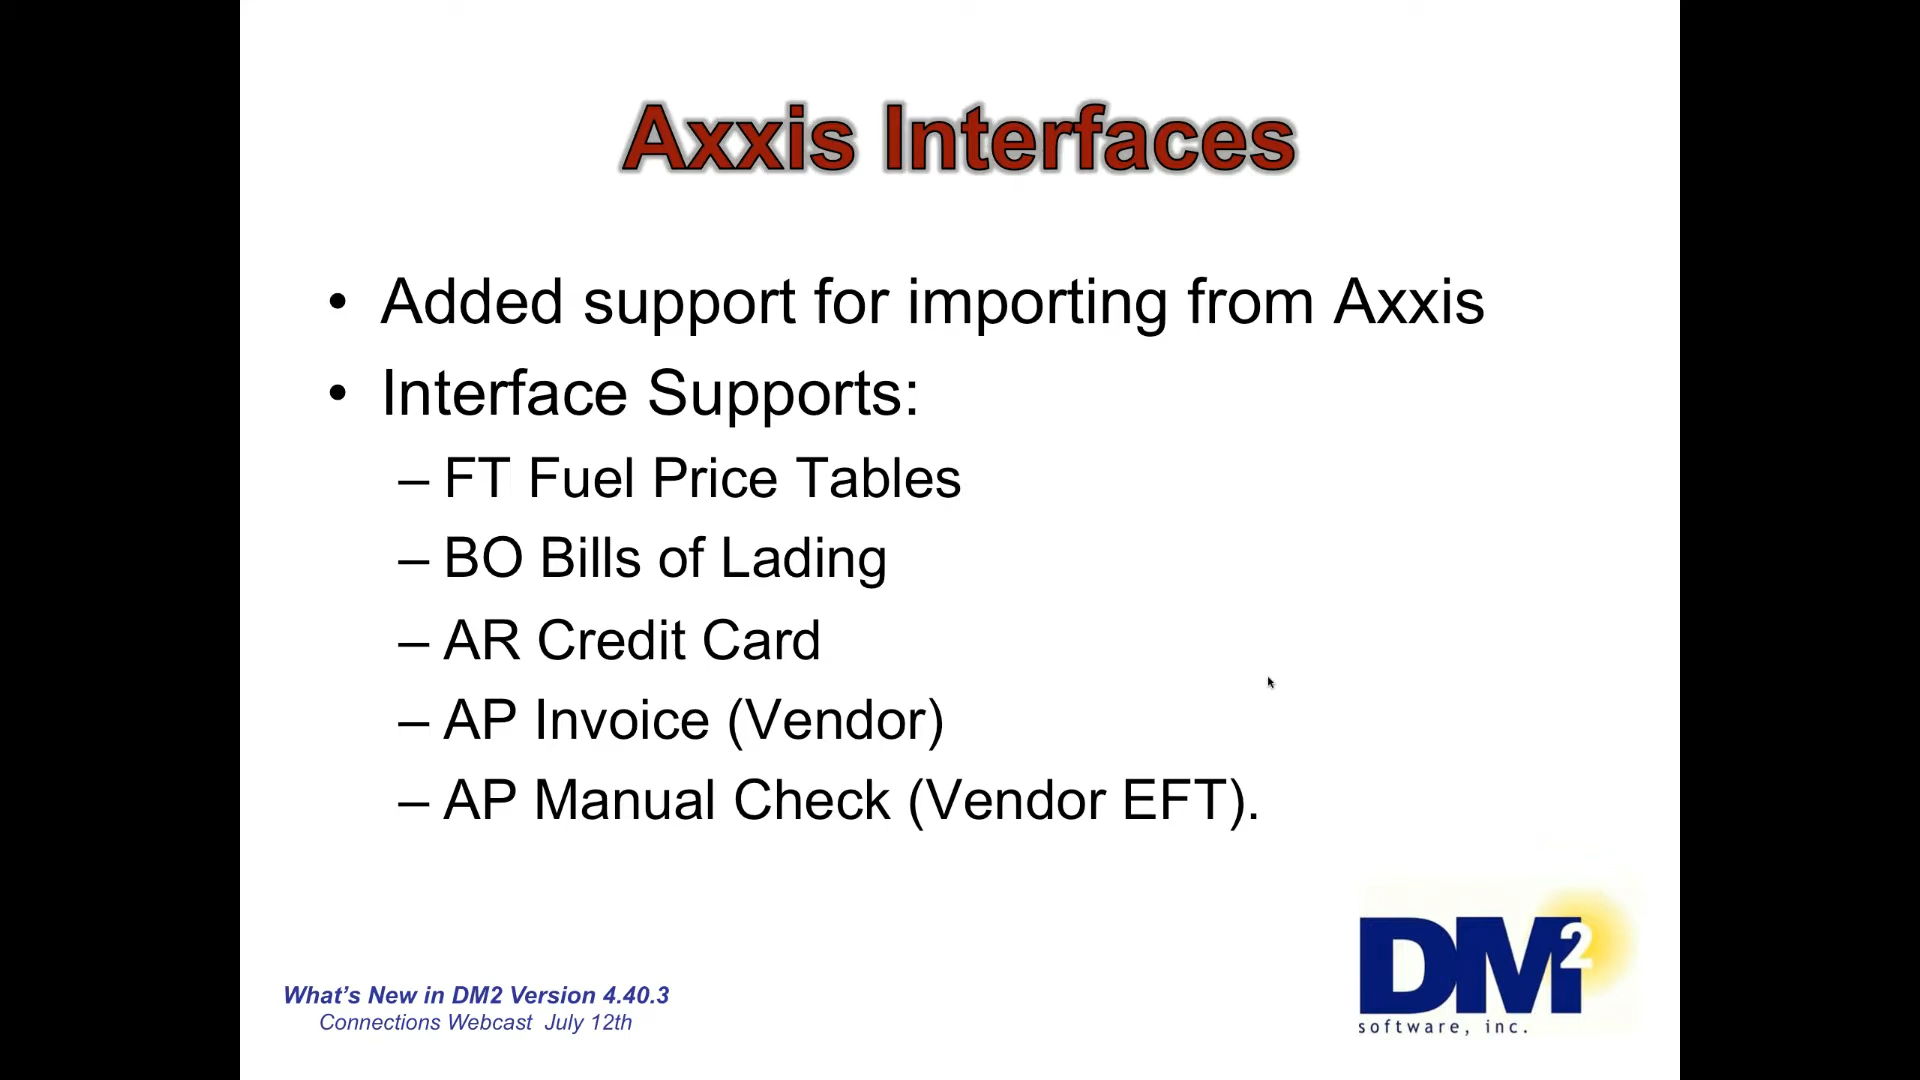 Axxis Interfaces
• Added support for importing from Axxis
• Interface Supports:
– FT Fuel Price Tables
– BO Bills of Lading
– AR Credit Card
– AP Invoice (Vendor)
– AP Manual Check (Vendor EFT).
What's New in DM2 Version 4.40.3
Connections Webcast July 12th
DM2
software, inc.